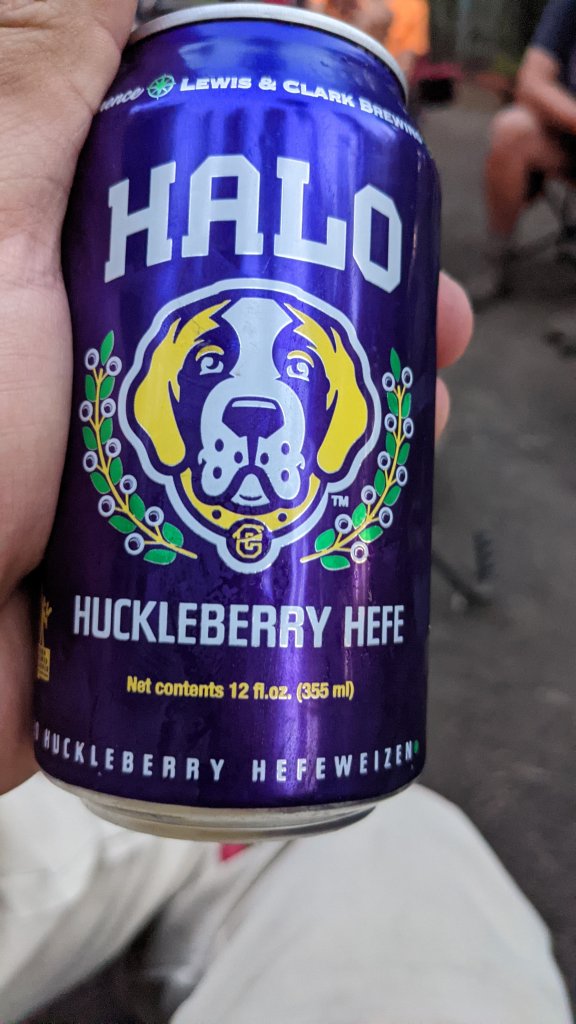 LEWIS & CLARK BREWING
HALO
TM
HUCKLEBERRY HEFE
Net contents 12 fl.oz. (355 ml)
HUCKLEBERRY HEFEWEIZEN